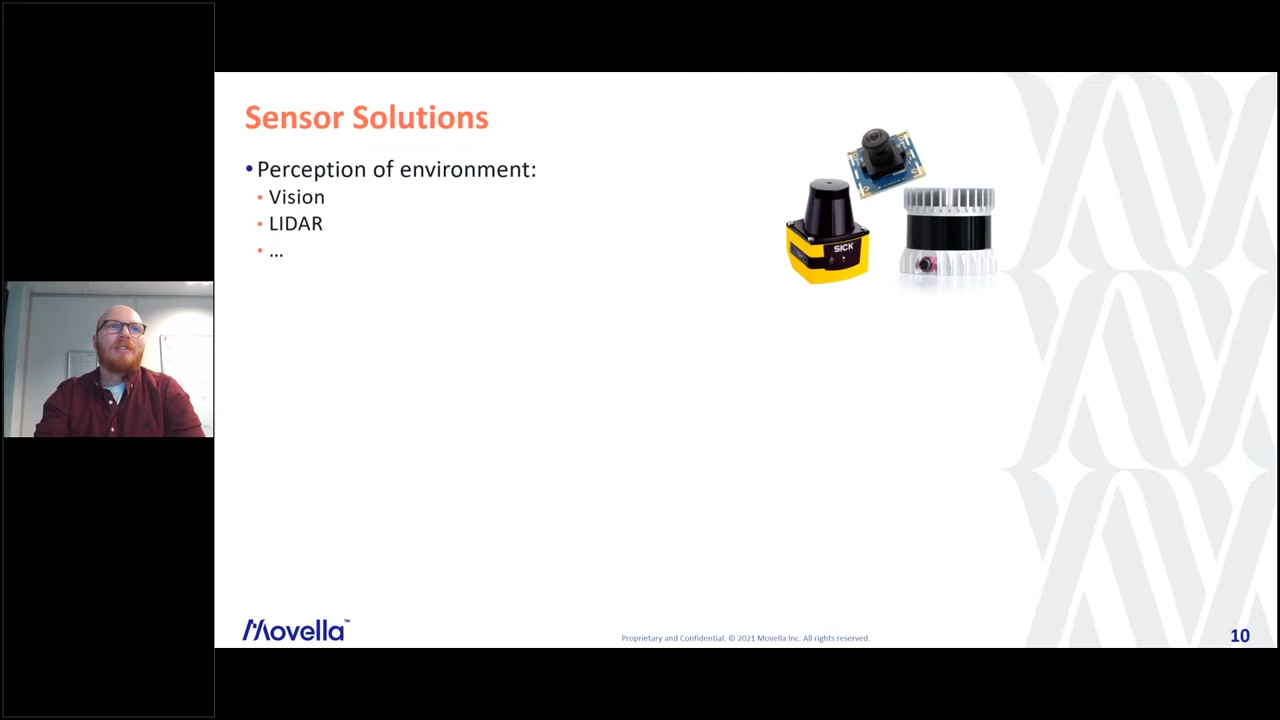 Sensor Solutions
• Perception of environment:
• Vision
• LIDAR
• ...
SICK
Movella™
Proprietary and Confidential. © 2021 Movella Inc. All rights reserved.
10